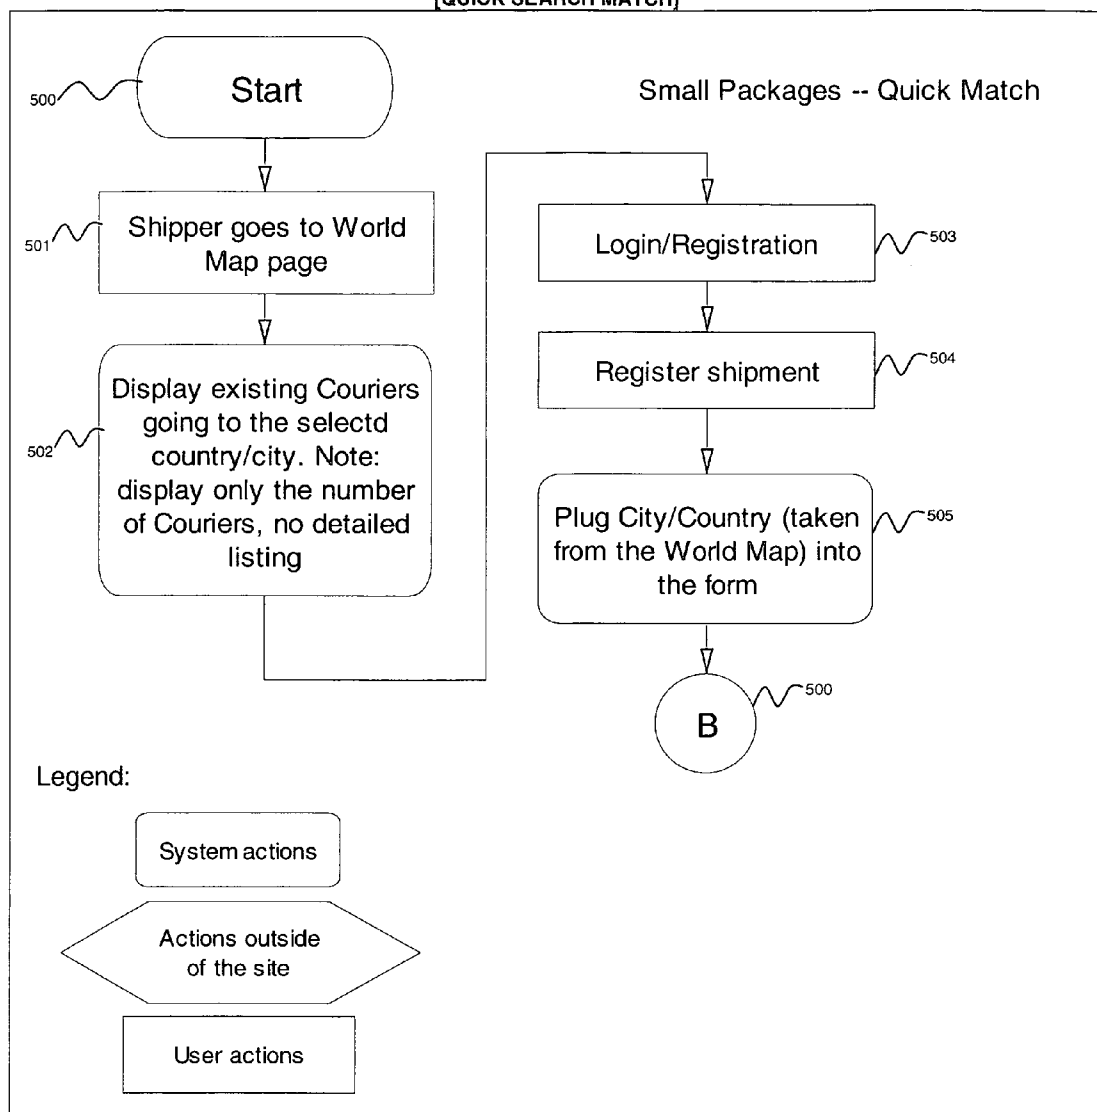 [QUICK SEARCH MATCH]
Start
500
Small Packages -- Quick Match
Shipper goes to World
Map page
501
Display existing Couriers
going to the selectd
country/city. Note:
display only the number
of Couriers, no detailed
listing
502
Login/Registration
503
Register shipment
504
Plug City/Country (taken
from the World Map) into
the form
505
B
500
Legend:
System actions
Actions outside
of the site
User actions